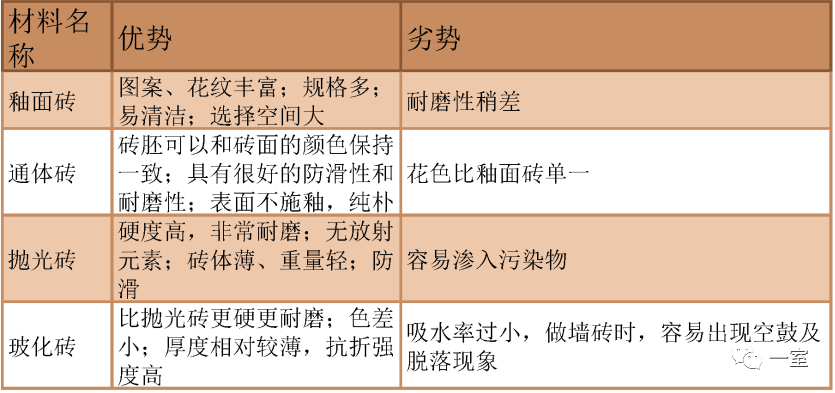 材料名
称
优势
劣势
釉面砖
图案、花纹丰富；规格多；
易清洁；选择空间大
耐磨性稍差
通体砖
砖胚可以和砖面的颜色保持
一致；具有很好的防滑性和
耐磨性；表面不施釉，纯朴
花色比釉面砖单一
抛光砖
硬度高，非常耐磨；无放射
元素；砖体薄、重量轻；防
滑
容易渗入污染物
玻化砖
比抛光砖更硬更耐磨；色差
小；厚度相对较薄，抗折强
度高
吸水率过小，做墙砖时，容易出现空鼓及
脱落现象
一室